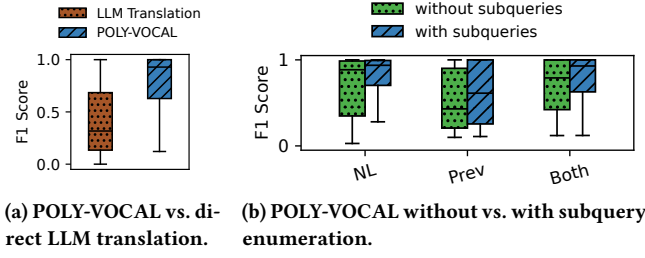 LLM Translation
POLY-VOCAL
F1 Score
1.0
0.5
0.0
without subqueries
with subqueries
F1 Score
1
0
NL
Prev
Both
(a) POLY-VOCAL vs. di-
rect LLM translation.
(b) POLY-VOCAL without vs. with subquery
enumeration.